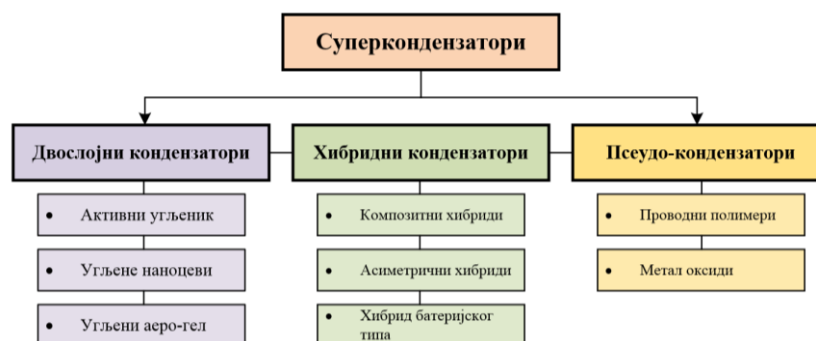 Суперкондензатори
Двослојни кондензатори
Хибридни кондензатори
Псеудо-кондензатори
• Активни угљеник
• Угљене наноцеви
• Угљени аеро-гел
• Композитни хибриди
• Асиметрични хибриди
• Хибрид батеријског
типа
• Проводни полимери
• Метал оксиди